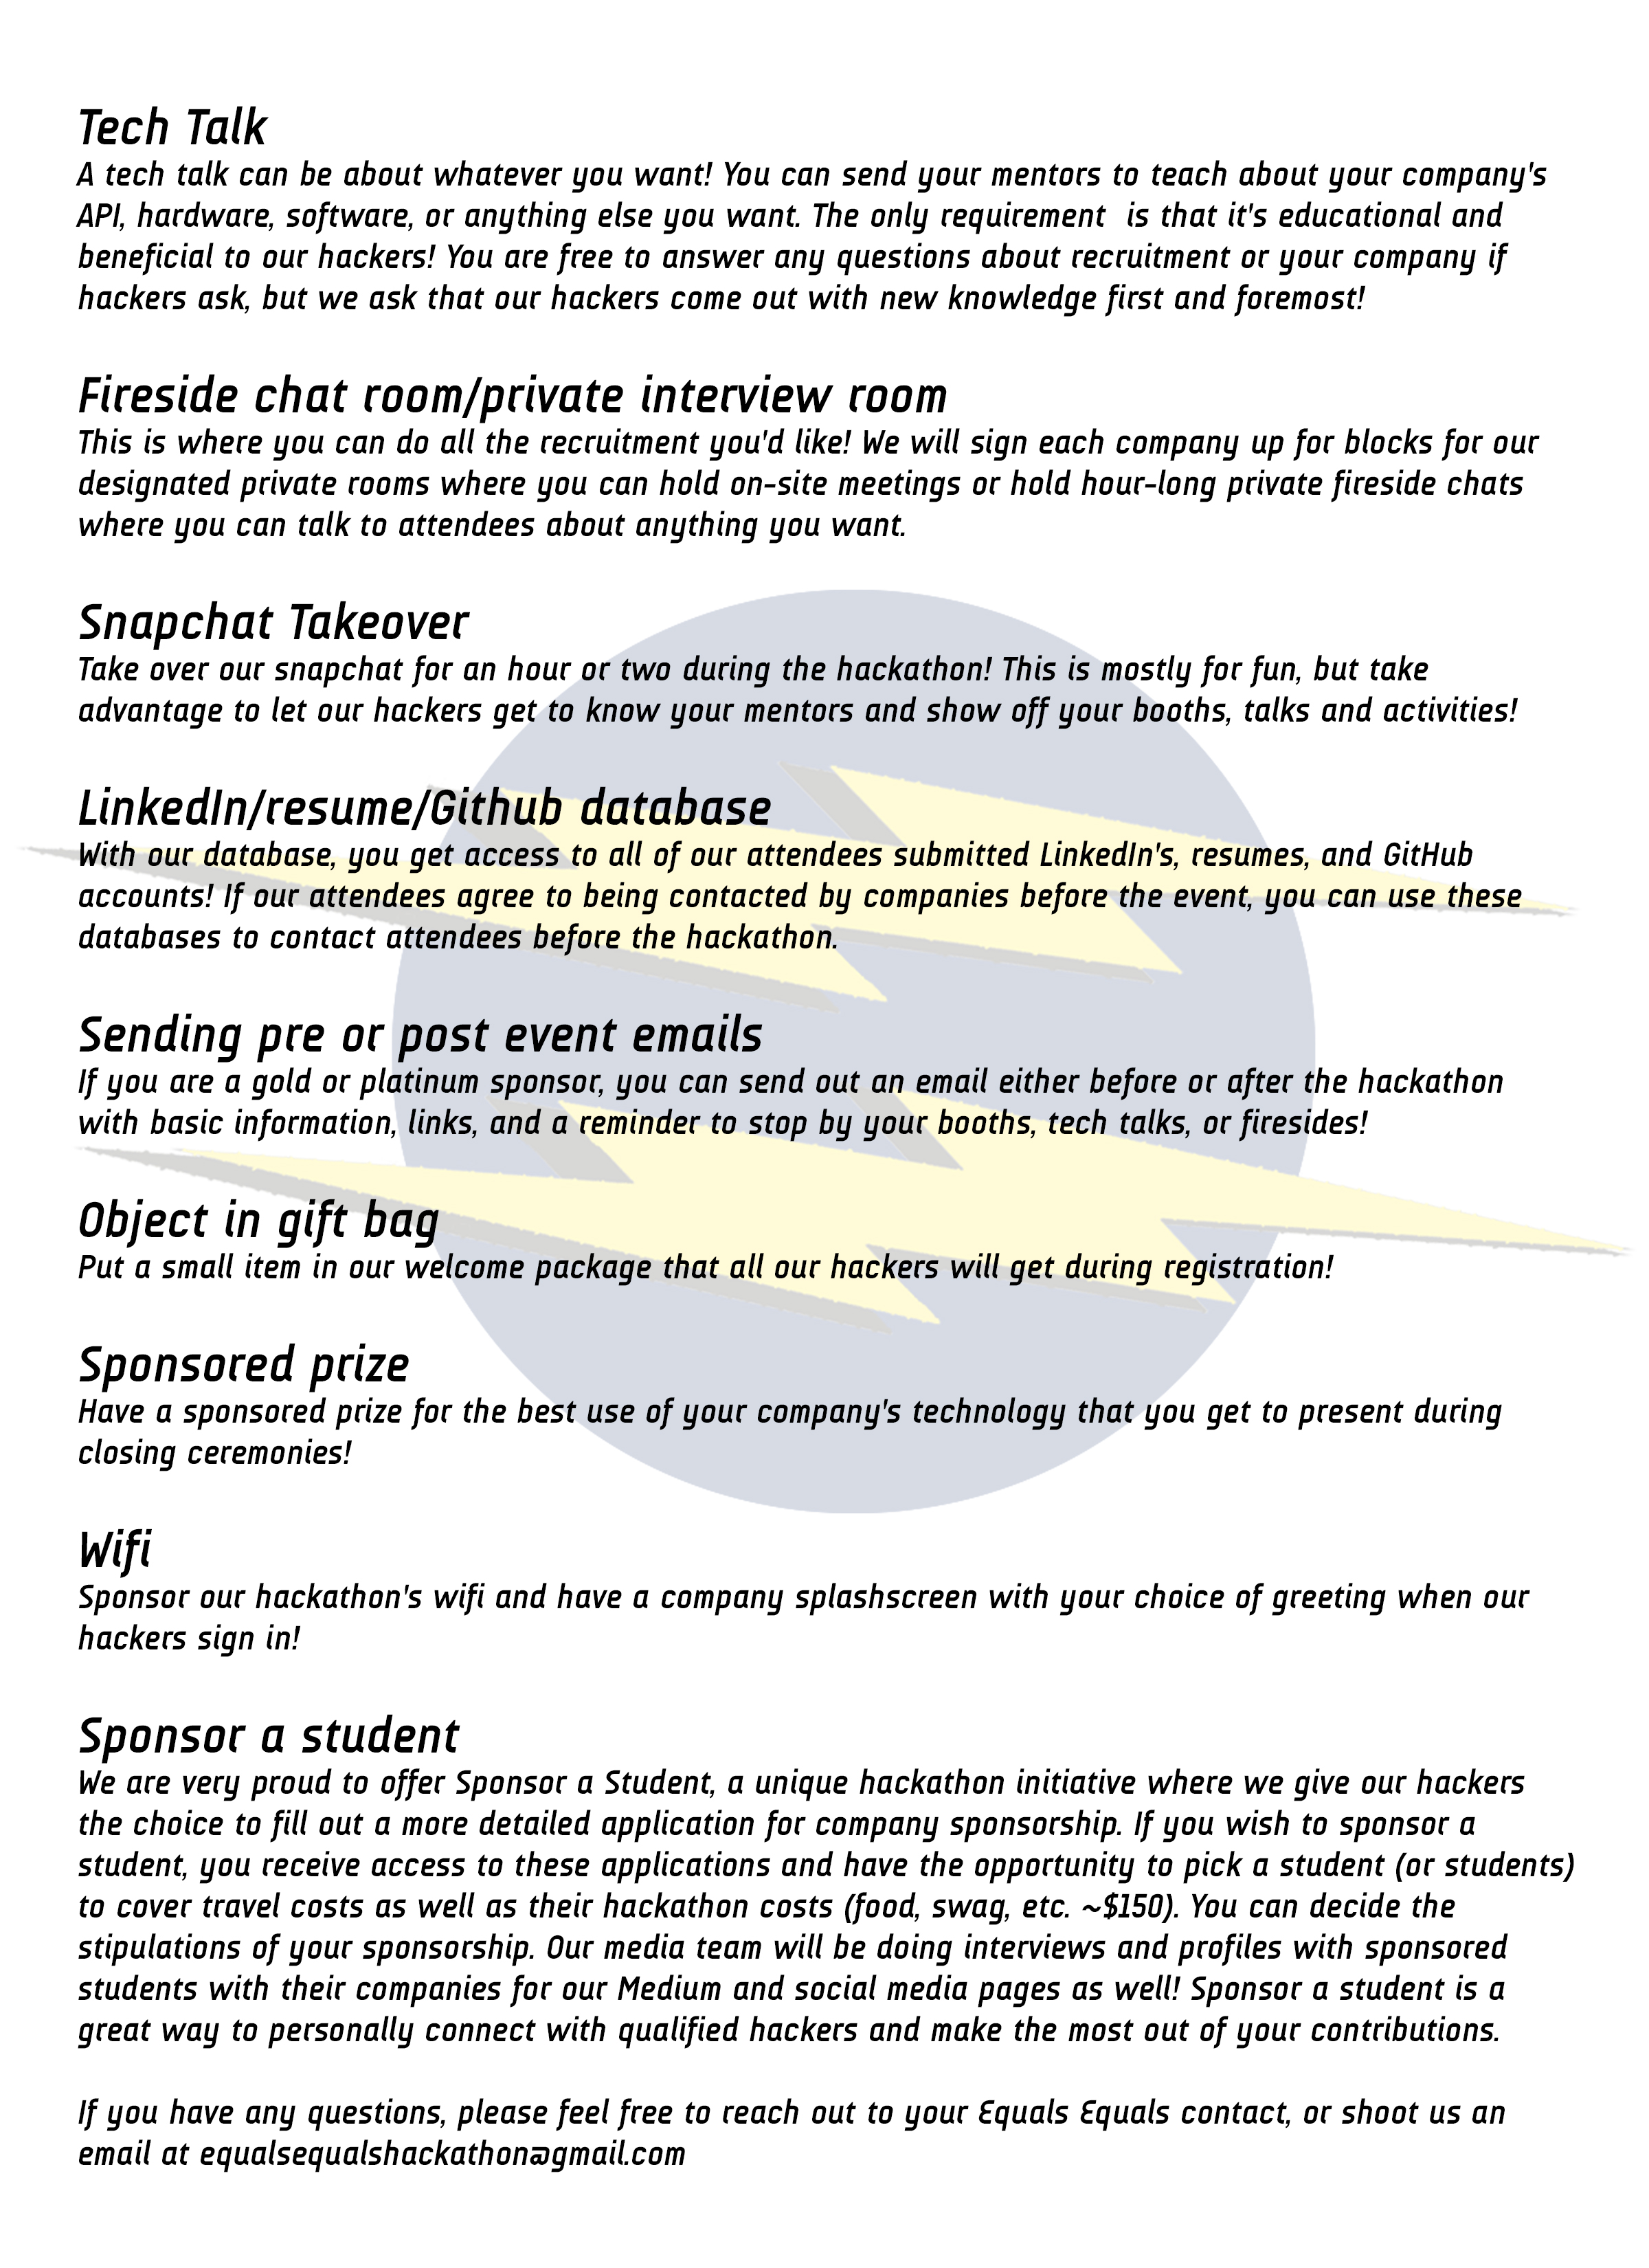 Tech Talk
A tech talk can be about whatever you want! You can send your mentors to teach about your company's
API, hardware, software, or anything else you want. The only requirement  is that it's educational and
beneficial to our hackers! You are free to answer any questions about recruitment or your company if
hackers ask, but we ask that our hackers come out with new knowledge first and foremost!
Fireside chat room/private interview room
This is where you can do all the recruitment you'd like! We will sign each company up for blocks for our
designated private rooms where you can hold on-site meetings or hold hour-long private fireside chats
where you can talk to attendees about anything you want.
Snapchat Takeover
Take over our snapchat for an hour or two during the hackathon! This is mostly for fun, but take
advantage to let our hackers get to know your mentors and show off your booths, talks and activities!
LinkedIn/resume/Github database
With our database, you get access to all of our attendees submitted LinkedIn's, resumes, and GitHub
accounts! If our attendees agree to being contacted by companies before the event, you can use these
databases to contact attendees before the hackathon.
Sending pre or post event emails
If you are a gold or platinum sponsor, you can send out an email either before or after the hackathon
with basic information, links, and a reminder to stop by your booths, tech talks, or firesides!
Object in gift bag
Put a small item in our welcome package that all our hackers will get during registration!
Sponsored prize
Have a sponsored prize for the best use of your company's technology that you get to present during
closing ceremonies!
Wifi
Sponsor our hackathon's wifi and have a company splashscreen with your choice of greeting when our
hackers sign in!
Sponsor a student
We are very proud to offer Sponsor a Student, a unique hackathon initiative where we give our hackers
the choice to fill out a more detailed application for company sponsorship. If you wish to sponsor a
student, you receive access to these applications and have the opportunity to pick a student (or students)
to cover travel costs as well as their hackathon costs (food, swag, etc. ~$150). You can decide the
stipulations of your sponsorship. Our media team will be doing interviews and profiles with sponsored
students with their companies for our Medium and social media pages as well! Sponsor a student is a
great way to personally connect with qualified hackers and make the most out of your contributions.
If you have any questions, please feel free to reach out to your Equals Equals contact, or shoot us an
email at equalsequalshackathon@gmail.com